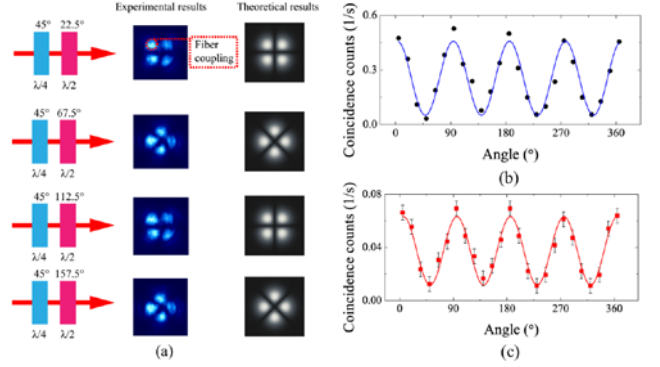 Experimental results
Theoretical results
45° 22.5°
λ/4 λ/2
Fiber
coupling
45° 67.5°
λ/4 λ/2
45° 112.5°
λ/4 λ/2
45° 157.5°
λ/4 λ/2
(a)
Coincidence counts (1/s)
0.6
0.3
0.0
0 90 180 270 360
Angle (°)
(b)
Coincidence counts (1/s)
0.08
0.04
0.00
0 90 180 270 360
Angle (°)
(c)